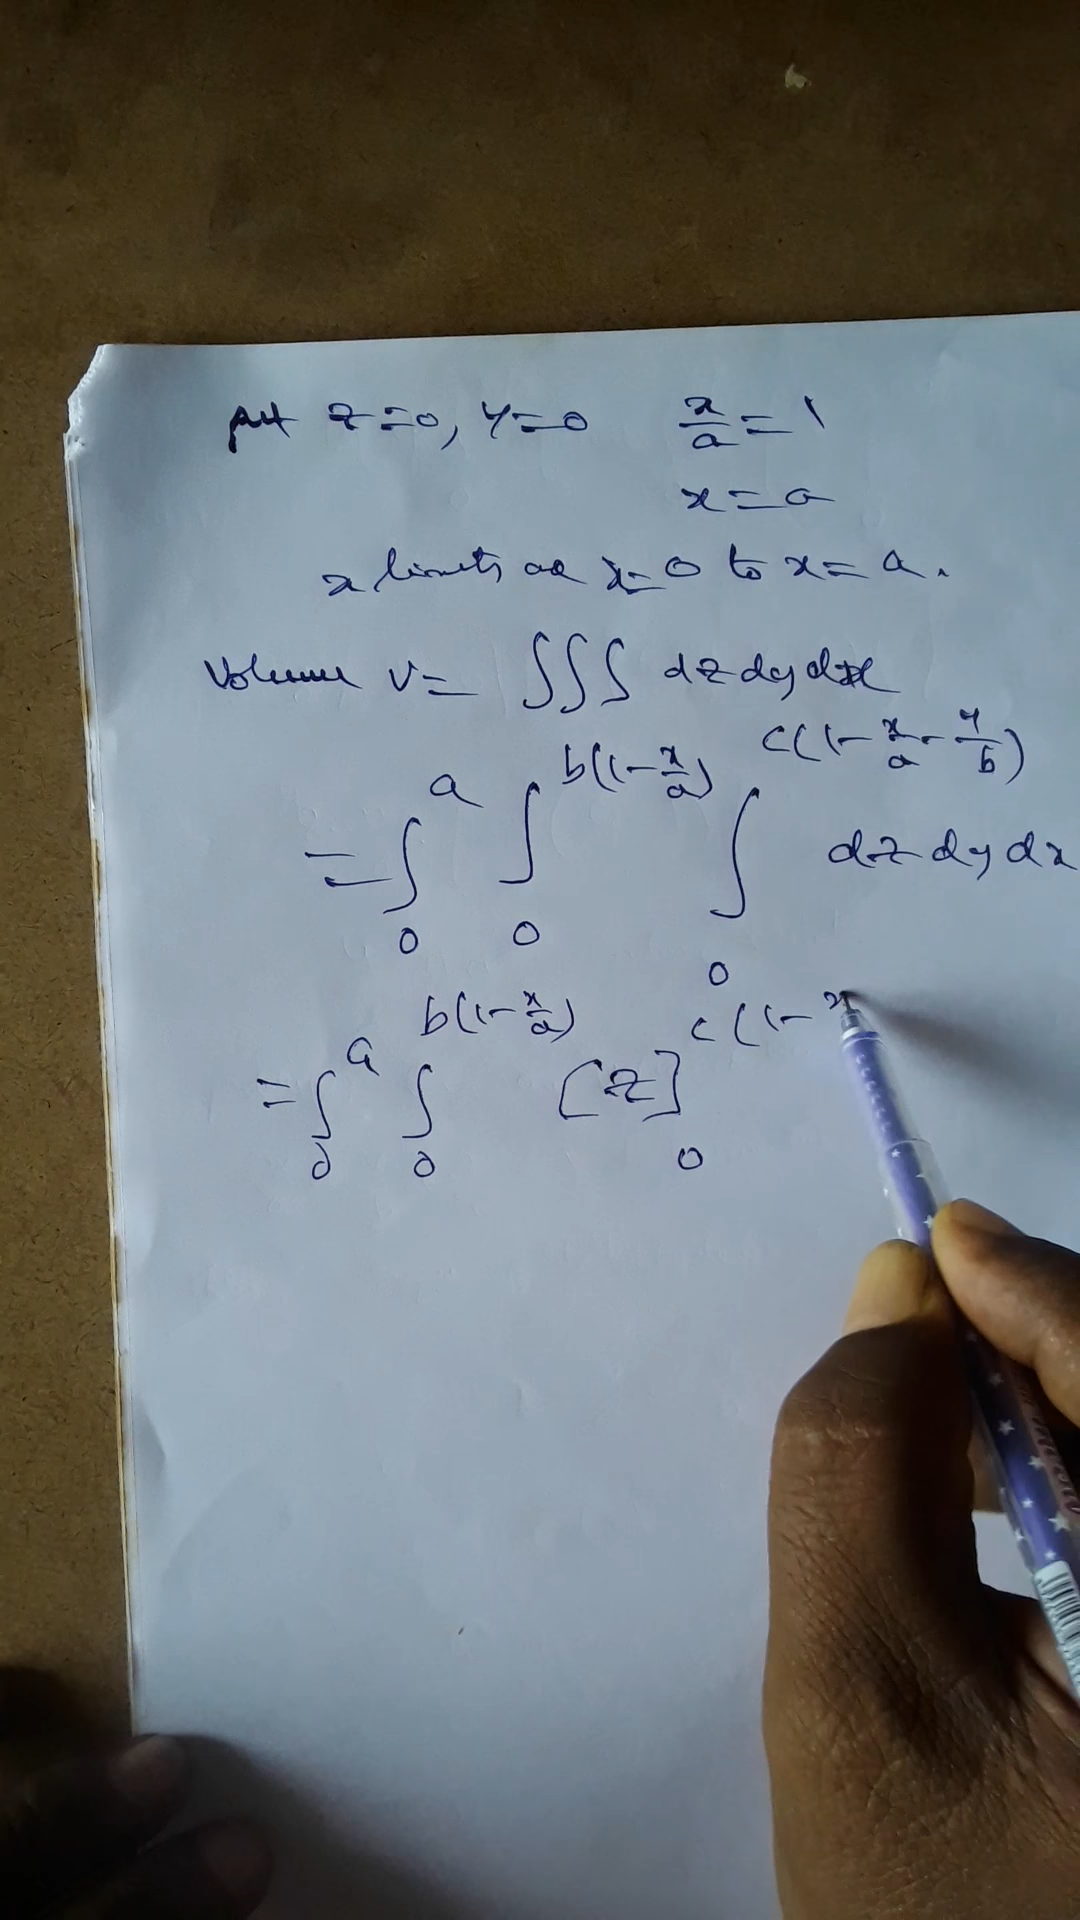 put z=0, y=0 x/a = 1
x = a
x limits are x=0 to x=a.
Volume V= ∫∫∫ dz dy dx
= ∫₀^a ∫₀^{b(1-x/a)} ∫₀^{c(1-x/a-y/b)} dz dy dx
= ∫₀^a ∫₀^{b(1-x/a)} [z]₀^{c(1-x